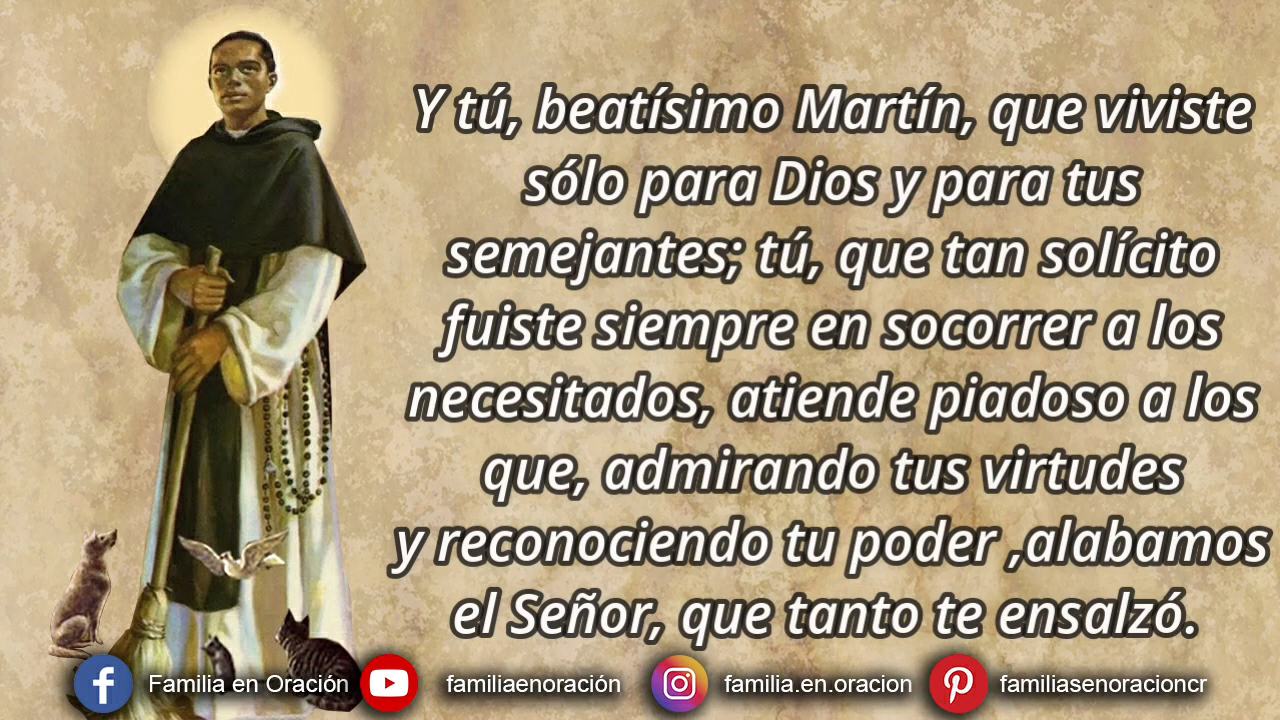 Y tú, beatísimo Martín, que viviste
sólo para Dios y para tus
semejantes; tú, que tan solícito
fuiste siempre en socorrer a los
necesitados, atiende piadoso a los
que, admirando tus virtudes
y reconociendo tu poder ,alabamos
el Señor, que tanto te ensalzó.
Familia en Oración familiaenoración familia.en.oracion familiasenoracioncr